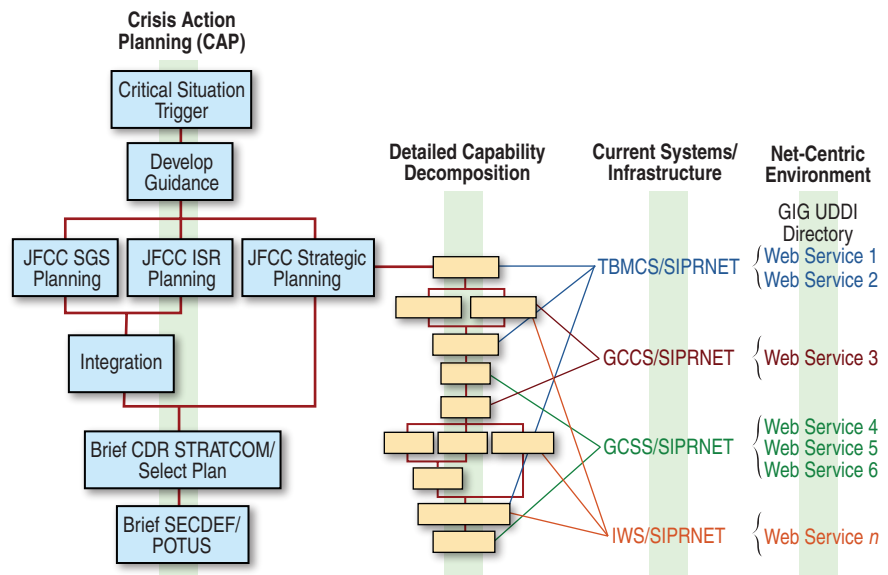 Crisis Action
Planning (CAP)
Critical Situation
Trigger
Develop
Guidance
JFCC SGS
Planning
JFCC ISR
Planning
JFCC Strategic
Planning
Integration
Brief CDR STRATCOM/
Select Plan
Brief SECDEF/
POTUS
Detailed Capability
Decomposition
Current Systems/
Infrastructure
TBMCS/SIPRNET
GCCS/SIPRNET
GCSS/SIPRNET
IWS/SIPRNET
Net-Centric
Environment
GIG UDDI
Directory
Web Service 1
Web Service 2
Web Service 3
Web Service 4
Web Service 5
Web Service 6
Web Service n